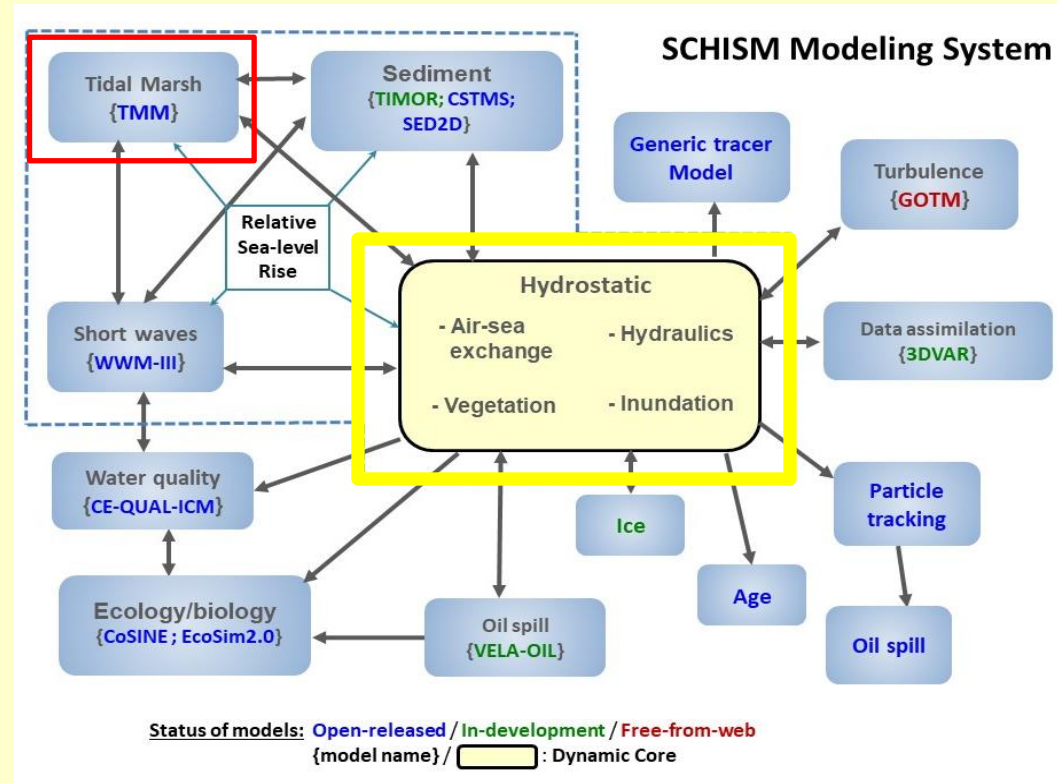 SCHISM Modeling System
Tidal Marsh
{TMM}
Sediment
{TIMOR; CSTMS;
SED2D}
Generic tracer
Model
Turbulence
{GOTM}
Relative
Sea-level
Rise
Hydrostatic
- Air-sea
exchange
- Hydraulics
- Vegetation
- Inundation
Short waves
{WWM-III}
Data assimilation
{3DVAR}
Water quality
{CE-QUAL-ICM}
Particle
tracking
Ice
Age
Ecology/biology
{CoSINE ; EcoSim2.0}
Oil spill
{VELA-OIL}
Oil spill
Status of models: Open-released / In-development / Free-from-web
{model name} / : Dynamic Core